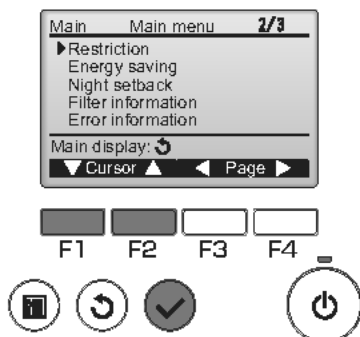 Main Main menu 2/3
▶Restriction
Energy saving
Night setback
Filter information
Error information
Main display:
▼ Cursor ▲ ◀ Page ▶
F1 F2 F3 F4